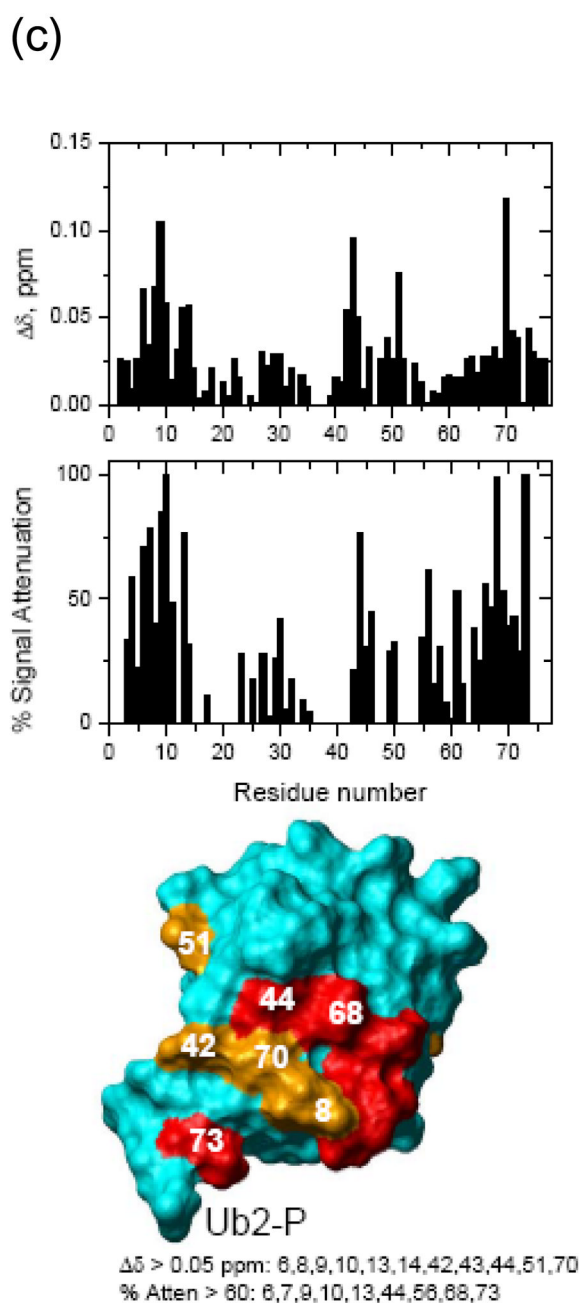 (c)
0.15
0.10
0.05
0.00
Δδ, ppm
0 10 20 30 40 50 60 70
100
50
0
% Signal Attenuation
0 10 20 30 40 50 60 70
Residue number
51
44
68
42
70
8
73
Ub2-P
Δδ > 0.05 ppm: 6,8,9,10,13,14,42,43,44,51,70
% Atten > 60: 6,7,9,10,13,44,56,68,73